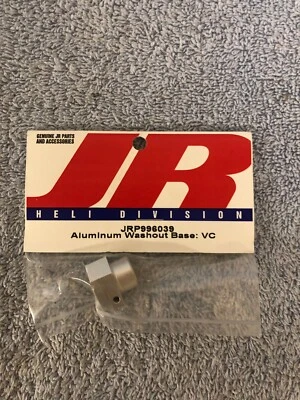 GENUINE JR PARTS
AND ACCESSORIES
JR
HELI DIVISION
JRP996039
Aluminum Washout Base: VC